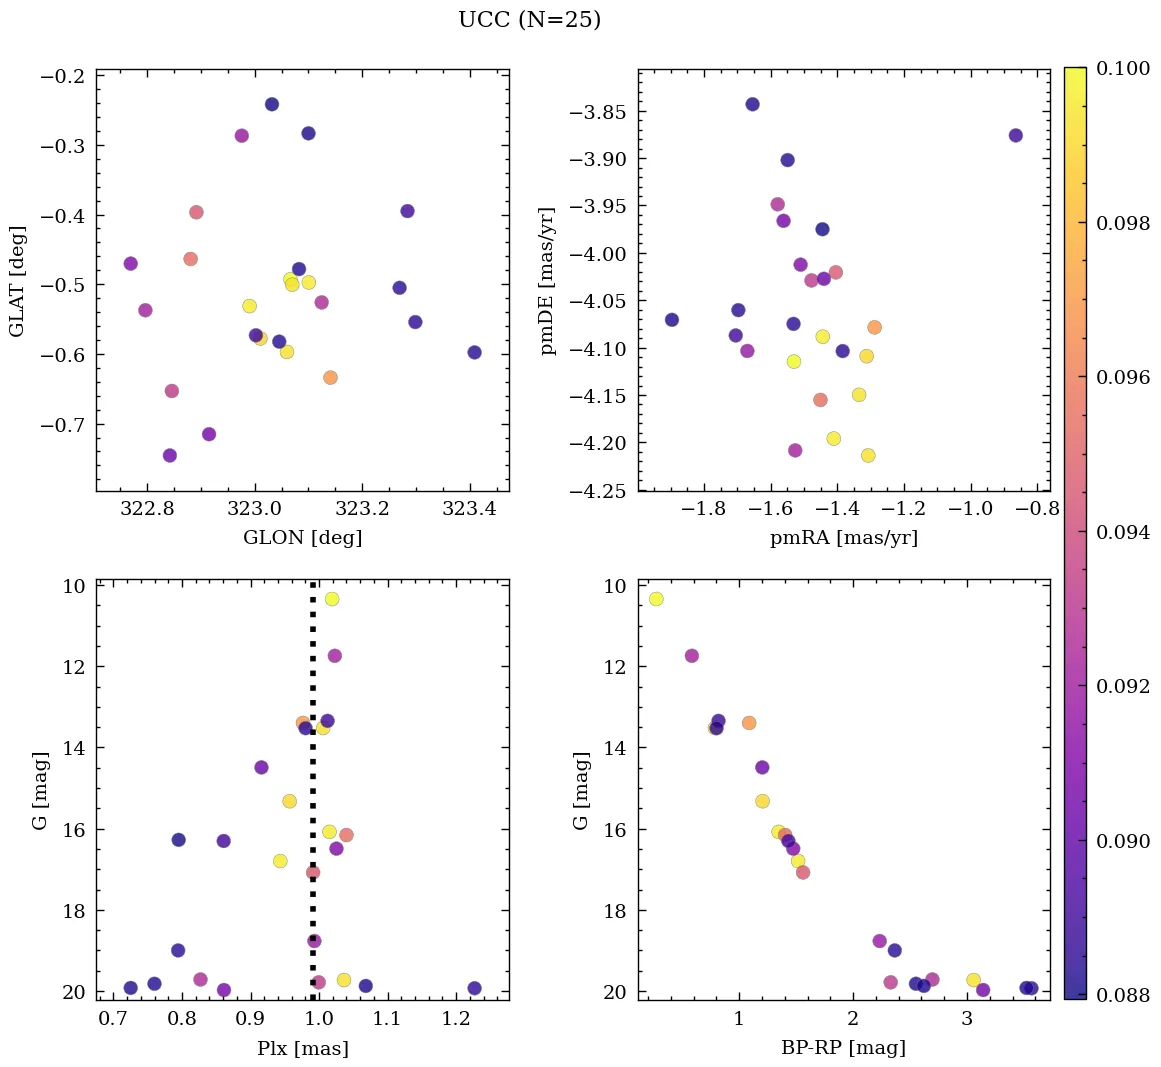 UCC (N=25)
−0.2
−0.3
−0.4
−0.5
−0.6
−0.7
GLAT [deg]
322.8 323.0 323.2 323.4
GLON [deg]
−3.85
−3.90
−3.95
−4.00
−4.05
−4.10
−4.15
−4.20
−4.25
pmDE [mas/yr]
−1.8 −1.6 −1.4 −1.2 −1.0 −0.8
pmRA [mas/yr]
10
12
14
16
18
20
G [mag]
0.7 0.8 0.9 1.0 1.1 1.2
Plx [mas]
10
12
14
16
18
20
G [mag]
1 2 3
BP-RP [mag]
0.100
0.098
0.096
0.094
0.092
0.090
0.088